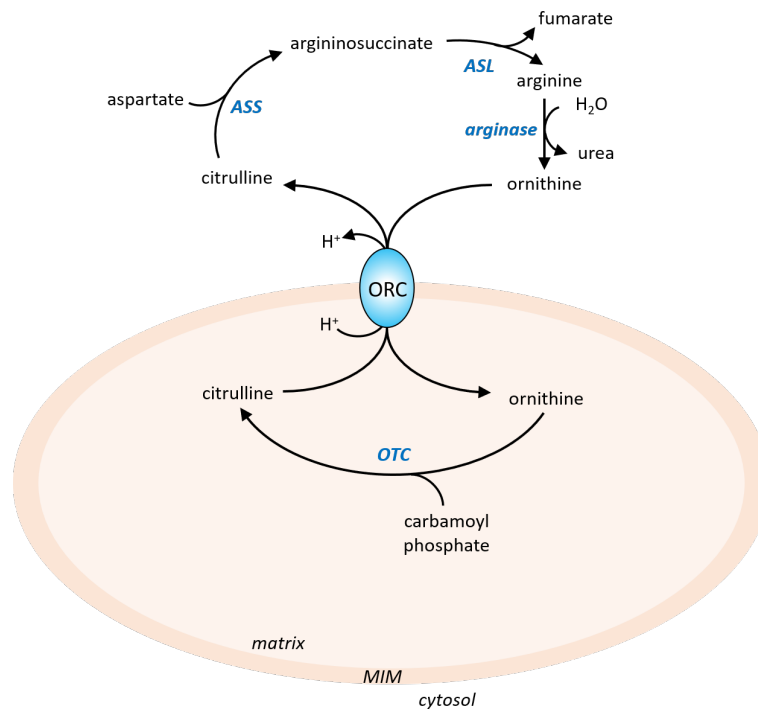 fumarate
argininosuccinate
ASL
arginine
aspartate
ASS
H₂O
arginase
urea
citrulline
ornithine
H⁺
ORC
H⁺
citrulline
ornithine
OTC
carbamoyl
phosphate
matrix
MIM
cytosol